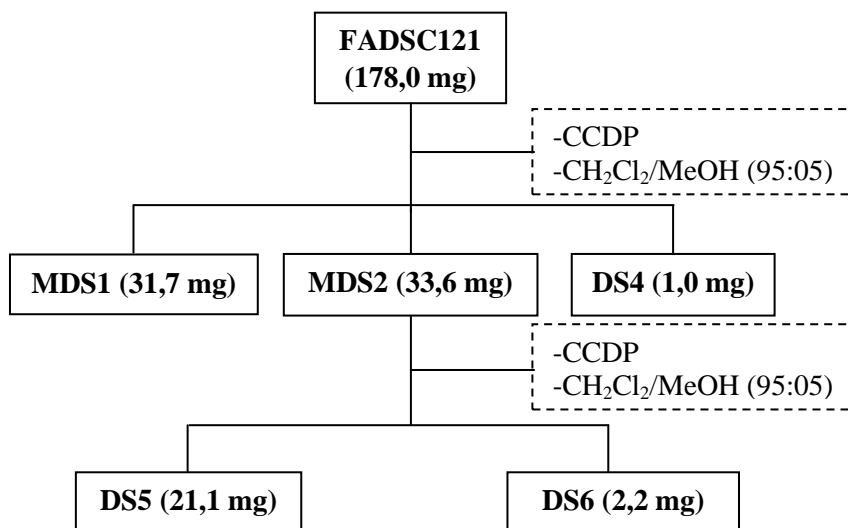 FADSC121
(178,0 mg)
-CCDP
-CH₂Cl₂/MeOH (95:05)
MDS1 (31,7 mg)
MDS2 (33,6 mg)
DS4 (1,0 mg)
-CCDP
-CH₂Cl₂/MeOH (95:05)
DS5 (21,1 mg)
DS6 (2,2 mg)